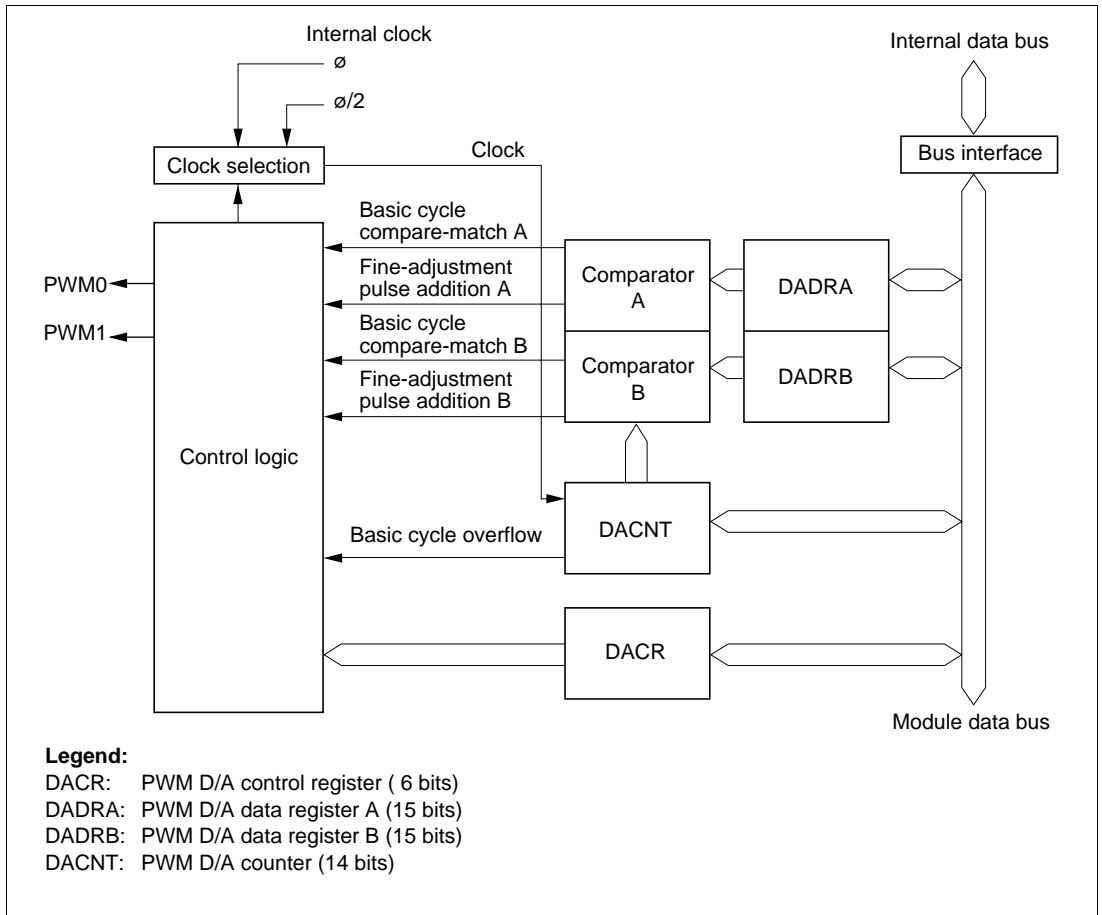 Internal clock
ø
ø/2
Internal data bus
Clock selection
Clock
Bus interface
Basic cycle
compare-match A
Fine-adjustment
pulse addition A
Basic cycle
compare-match B
Fine-adjustment
pulse addition B
Comparator
A
DADRA
Comparator
B
DADRB
PWM0
PWM1
Control logic
DACNT
Basic cycle overflow
DACR
Module data bus
Legend:
DACR: PWM D/A control register ( 6 bits)
DADRA: PWM D/A data register A (15 bits)
DADRB: PWM D/A data register B (15 bits)
DACNT: PWM D/A counter (14 bits)